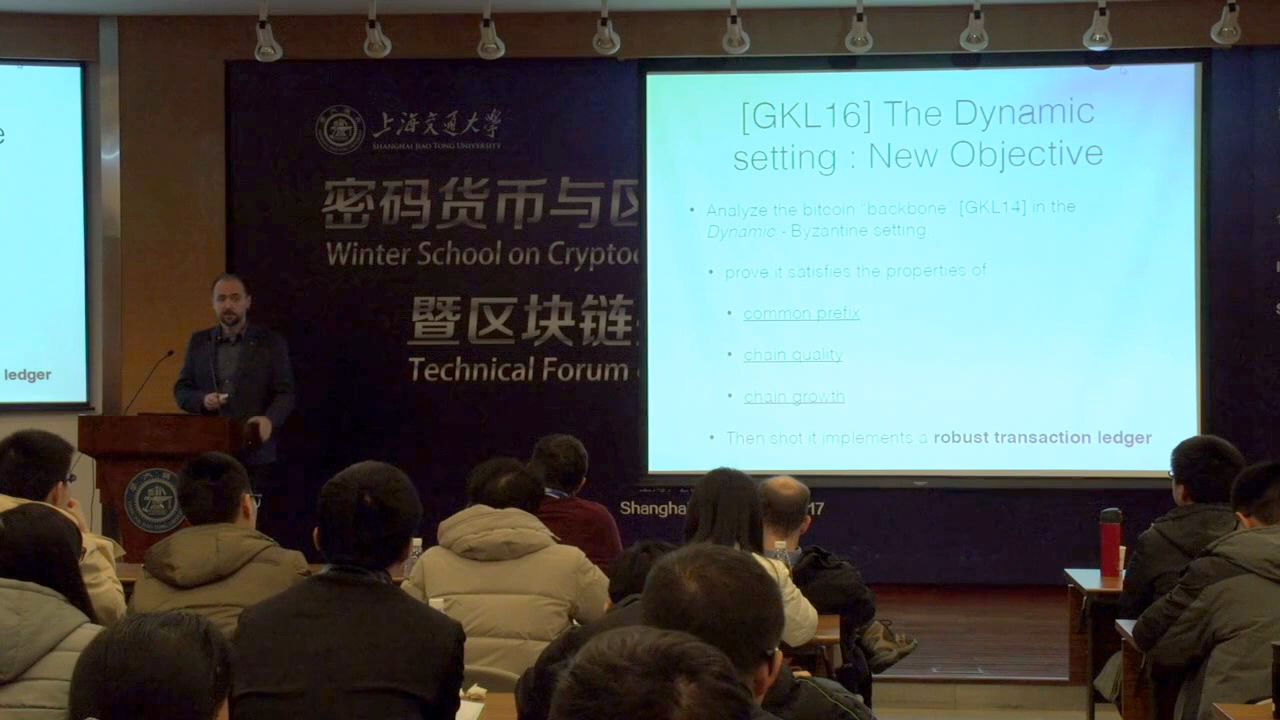 e
ledger
上海交通大学
SHANGHAI JIAO TONG UNIVERSITY
密码货币与区
Winter School on Cryptoc
暨区块链
Technical Forum
Shanghai
17
[GKL16] The Dynamic
setting : New Objective
• Analyze the bitcoin "backbone" [GKL14] in the
Dynamic - Byzantine setting
• prove it satisfies the properties of
• common prefix
• chain quality
• chain growth
• Then shot it implements a robust transaction ledger